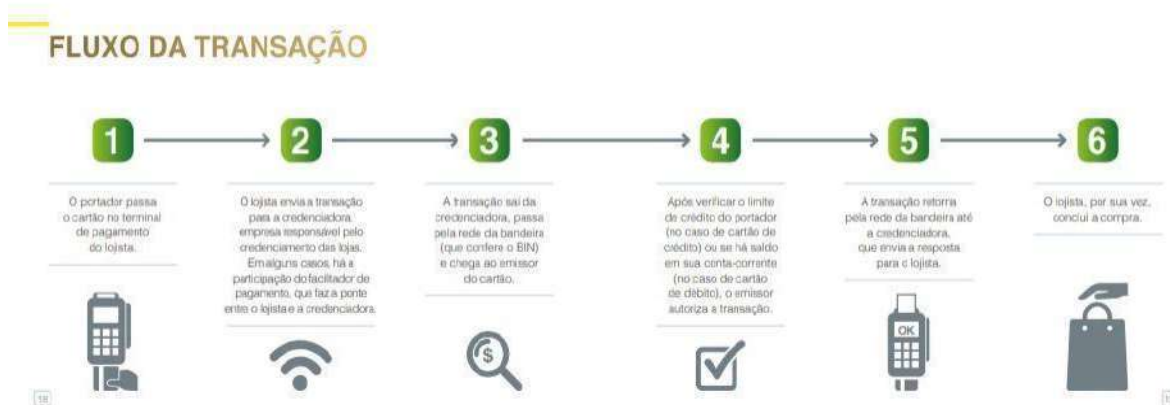 FLUXO DA TRANSAÇÃO
1
2
3
4
5
6
O portador passa
o cartão no terminal
de pagamento
do lojista.
O lojista envia a transação
para a credenciadora,
empresa responsável pelo
credenciamento das lojas.
Em alguns casos, há a
participação do facilitador de
pagamento, que faz a ponte
entre o lojista e a credenciadora.
A transação sai da
credenciadora, passa
pela rede da bandeira
(que confere o BIN)
e chega ao emissor
do cartão.
Após verificar o limite
de crédito do portador
(no caso de cartão de
crédito) ou se há saldo
em sua conta-corrente
(no caso de cartão
de débito), o emissor
autoriza a transação.
A transação retorna
pela rede da bandeira até
a credenciadora,
que envia a resposta
para o lojista.
O lojista, por sua vez,
conclui a compra.
$
OK
18